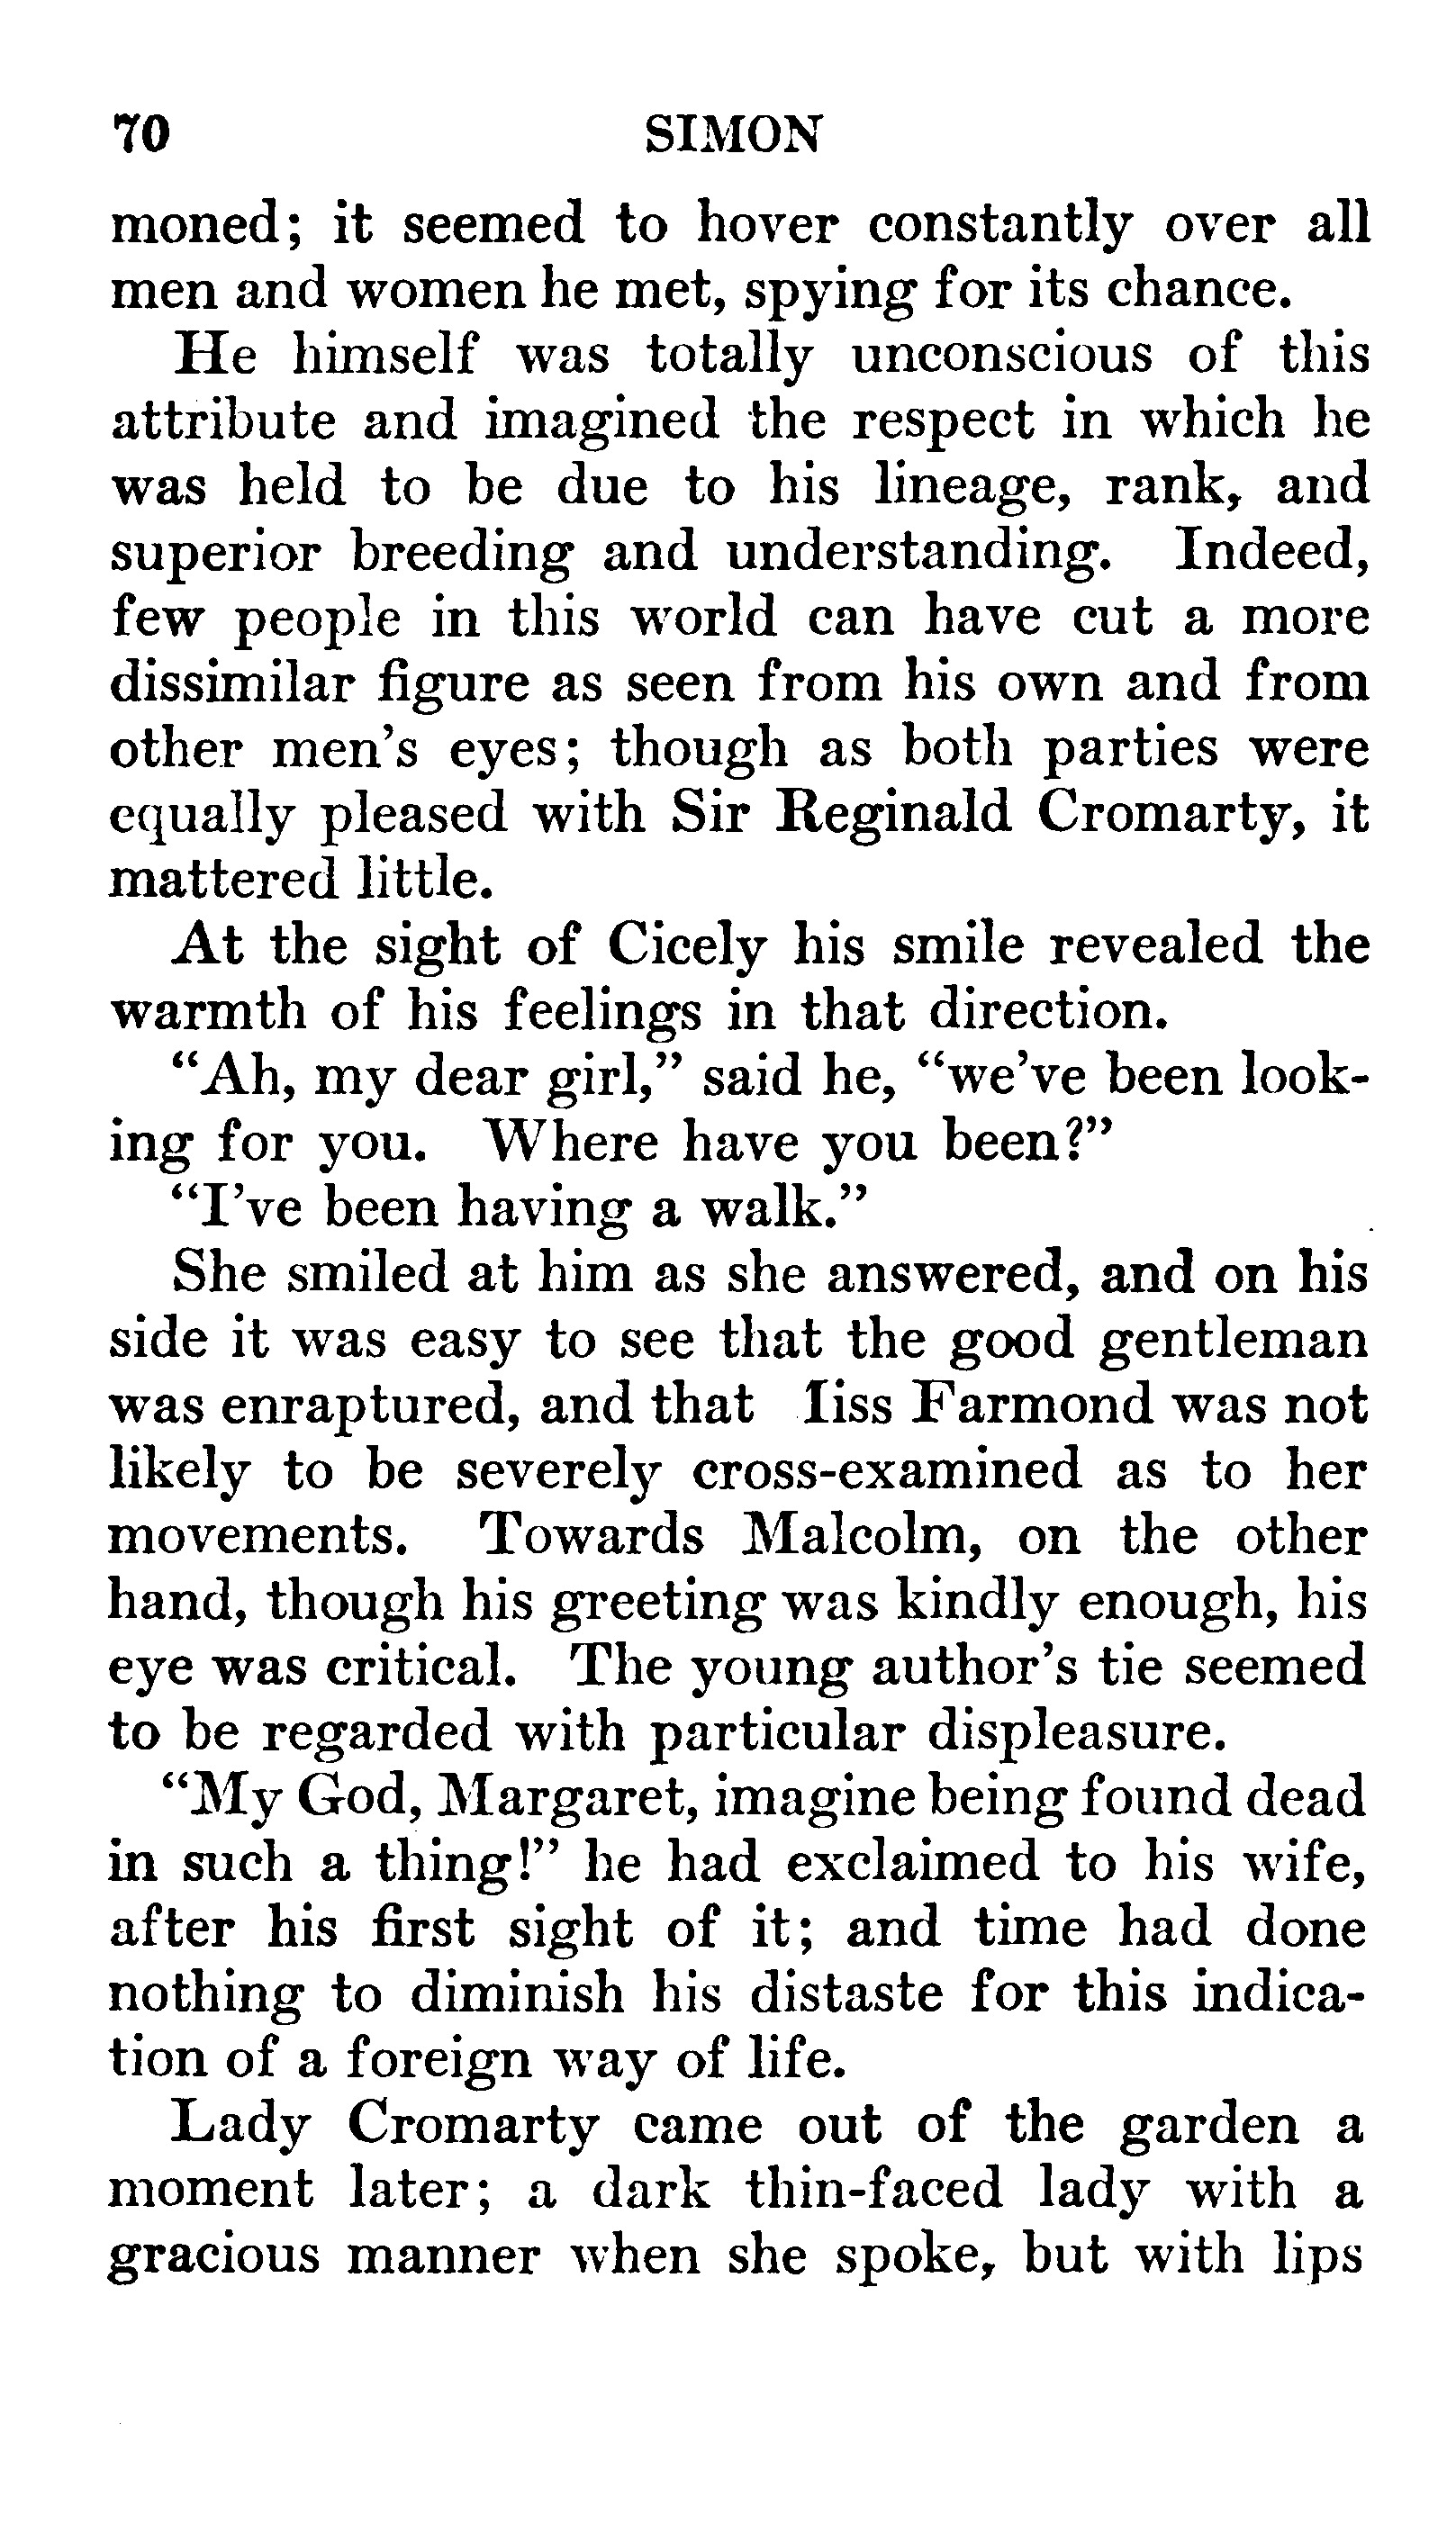 70 SIMON
moned; it seemed to hover constantly over all
men and women he met, spying for its chance.
He himself was totally unconscious of this
attribute and imagined the respect in which he
was held to be due to his lineage, rank, and
superior breeding and understanding. Indeed,
few people in this world can have cut a more
dissimilar figure as seen from his own and from
other men's eyes; though as both parties were
equally pleased with Sir Reginald Cromarty, it
mattered little.
At the sight of Cicely his smile revealed the
warmth of his feelings in that direction.
"Ah, my dear girl," said he, "we've been look-
ing for you. Where have you been?"
"I've been having a walk."
She smiled at him as she answered, and on his
side it was easy to see that the good gentleman
was enraptured, and that Iiss Farmond was not
likely to be severely cross-examined as to her
movements. Towards Malcolm, on the other
hand, though his greeting was kindly enough, his
eye was critical. The young author's tie seemed
to be regarded with particular displeasure.
"My God, Margaret, imagine being found dead
in such a thing!" he had exclaimed to his wife,
after his first sight of it; and time had done
nothing to diminish his distaste for this indica-
tion of a foreign way of life.
Lady Cromarty came out of the garden a
moment later; a dark thin-faced lady with a
gracious manner when she spoke, but with lips